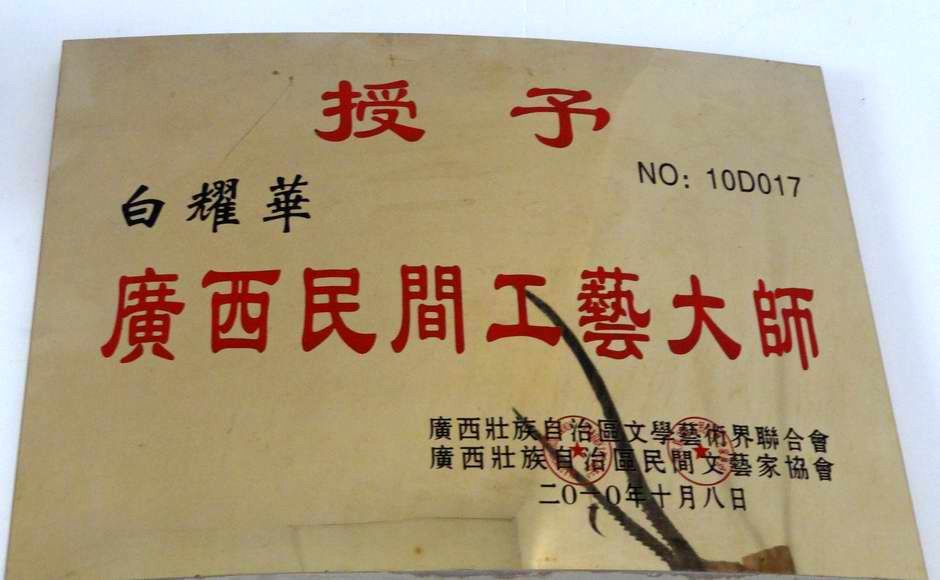 授予
NO: 10D017
白耀華
廣西民間工藝大師
廣西壯族自治區文學藝術界聯合會
廣西壯族自治區民間文藝家協會
二〇一〇年十月八日